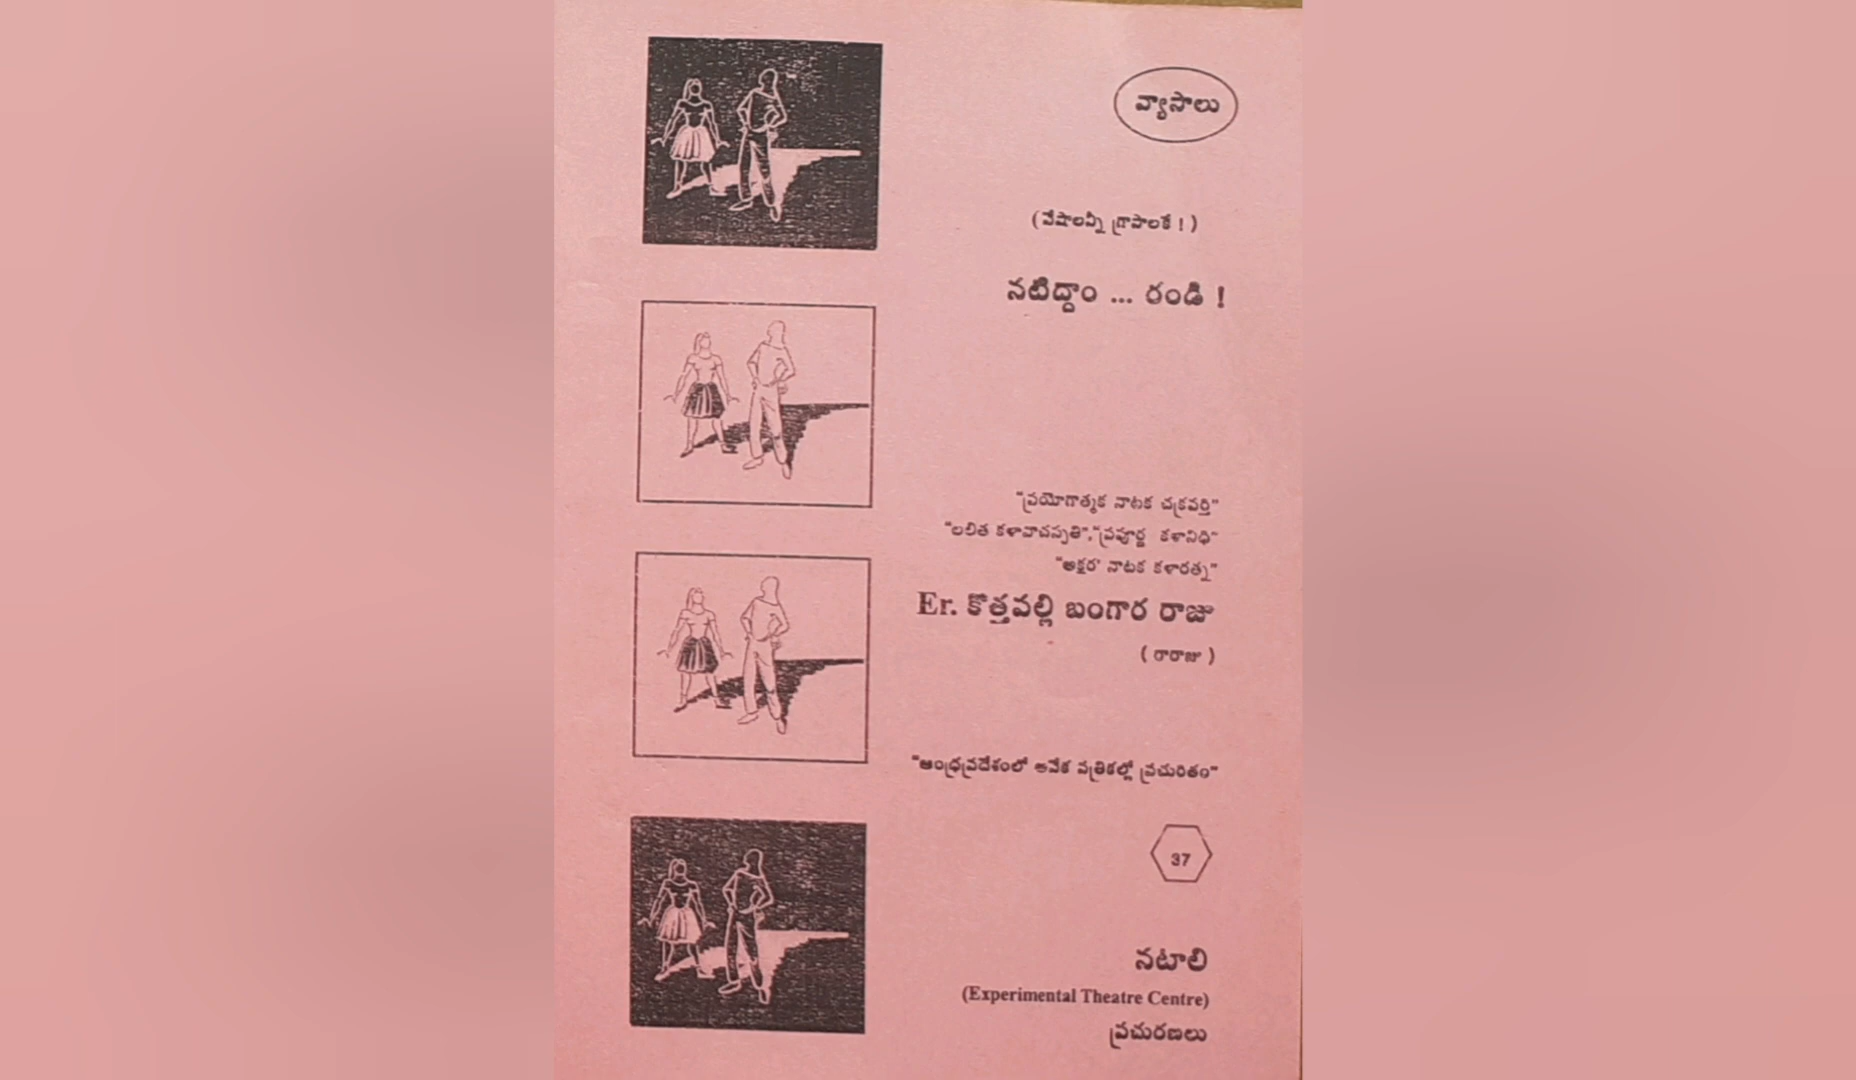 వ్యాసాలు
(వేషాలన్నీ గ్రాసాలకే ! )
నటిద్దాం ... రండి !
"ప్రయోగాత్మక నాటక చక్రవర్తి"
"లలిత కళావాచస్పతి","ప్రపూర్ణ కళానిధి"
"అక్షర' నాటక కళారత్న"
Er. కొత్తవల్లి బంగార రాజు
( రారాజు )
"ఆంధ్రప్రదేశంలో అనేక పత్రికల్లో ప్రచురితం"
37
నటాలి
(Experimental Theatre Centre)
ప్రచురణలు